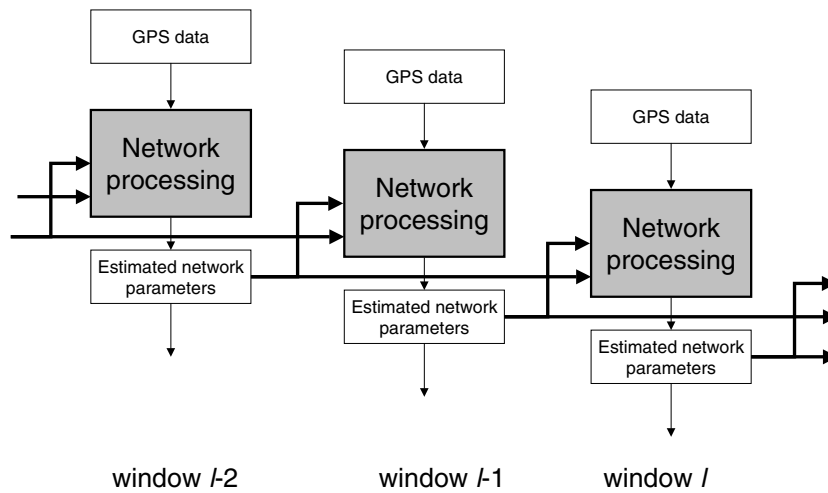 GPS data
Network
processing
Estimated network
parameters
GPS data
Network
processing
Estimated network
parameters
GPS data
Network
processing
Estimated network
parameters
window l-2
window l-1
window l